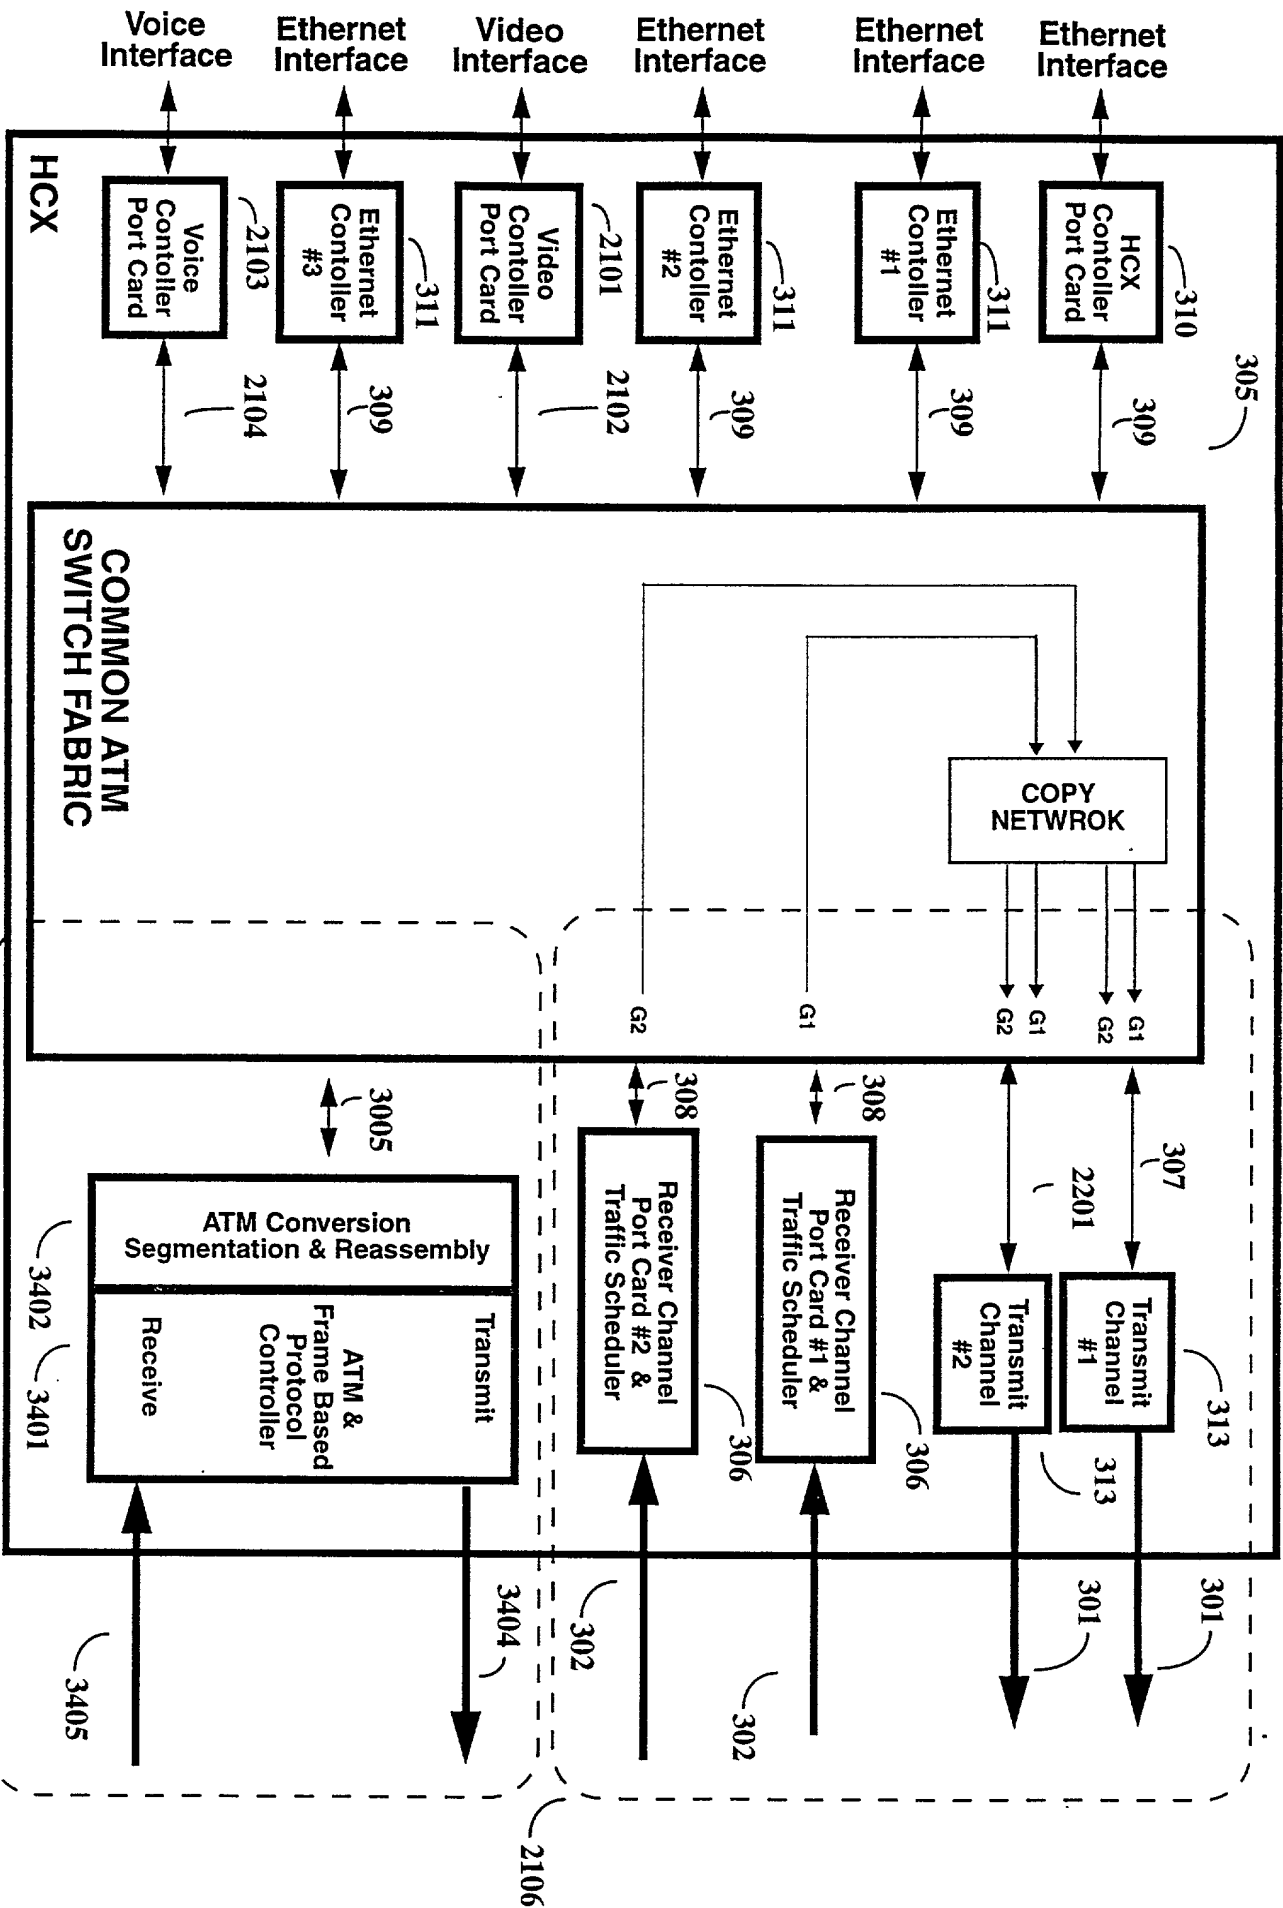 Voice
Interface
Ethernet
Interface
Video
Interface
Ethernet
Interface
Ethernet
Interface
Ethernet
Interface
HCX
Voice
Contoller
Port Card
2103
Ethernet
Contoller
#3
311
Video
Contoller
Port Card
2101
Ethernet
Contoller
#2
311
Ethernet
Contoller
#1
311
HCX
Contoller
Port Card
310
305
2104
309
2102
309
309
309
COMMON ATM
SWITCH FABRIC
COPY
NETWROK
G2
G1
G2
G1
G2
G1
3005
308
308
2201
307
ATM Conversion
Segmentation & Reassembly
Receive
ATM &
Frame Based
Protocol
Controller
Transmit
3402
3401
Receiver Channel
Port Card #2 &
Traffic Scheduler
306
Receiver Channel
Port Card #1 &
Traffic Scheduler
306
Transmit
Channel
#2
313
Transmit
Channel
#1
313
3405
3404
302
302
301
301
2106